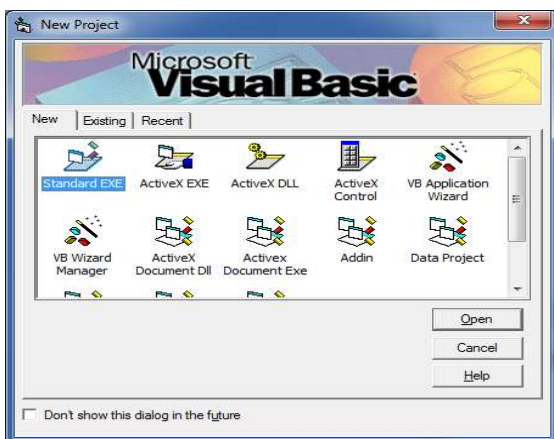 New Project
Microsoft
Visual Basic
New Existing Recent
Standard EXE ActiveX EXE ActiveX DLL ActiveX Control VB Application Wizard
VB Wizard Manager ActiveX Document Dll Activex Document Exe Addin Data Project
Open
Cancel
Help
Don't show this dialog in the future